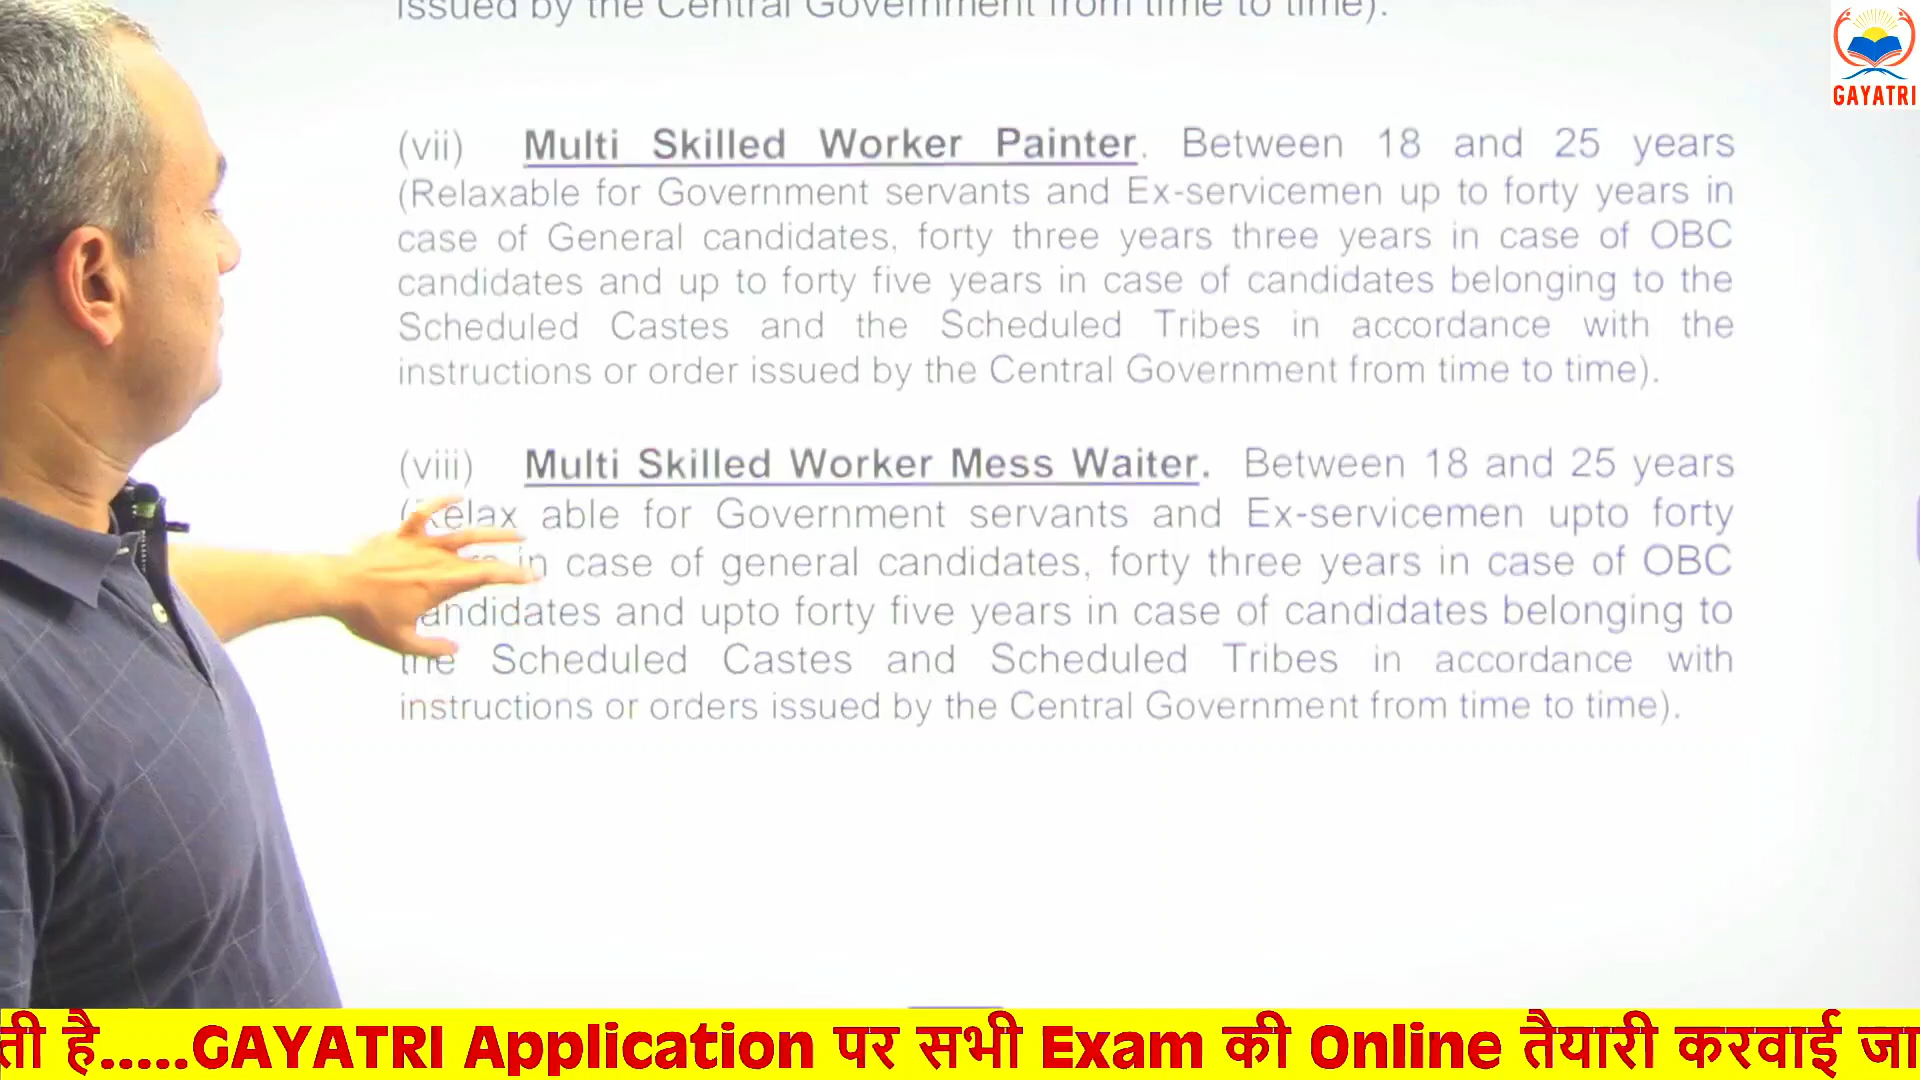 issued by the Central Government from time to time).
GAYATRI
(vii) Multi Skilled Worker Painter. Between 18 and 25 years
(Relaxable for Government servants and Ex-servicemen up to forty years in
case of General candidates, forty three years three years in case of OBC
candidates and up to forty five years in case of candidates belonging to the
Scheduled Castes and the Scheduled Tribes in accordance with the
instructions or order issued by the Central Government from time to time).
(viii) Multi Skilled Worker Mess Waiter. Between 18 and 25 years
(Relax able for Government servants and Ex-servicemen upto forty
in case of general candidates, forty three years in case of OBC
candidates and upto forty five years in case of candidates belonging to
the Scheduled Castes and Scheduled Tribes in accordance with
instructions or orders issued by the Central Government from time to time).
ती है.....GAYATRI Application पर सभी Exam की Online तैयारी करवाई जा